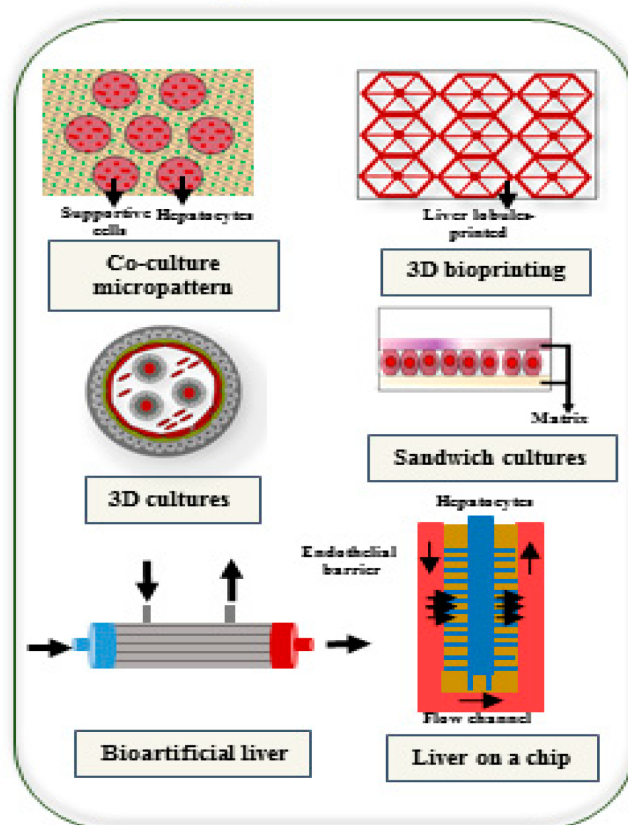 Supportive cells
Hepatocytes
Co-culture
micropattern
Liver lobules-
printed
3D bioprinting
3D cultures
Matrix
Sandwich cultures
Hepatocytes
Endothelial
barrier
Flow channel
Bioartificial liver
Liver on a chip